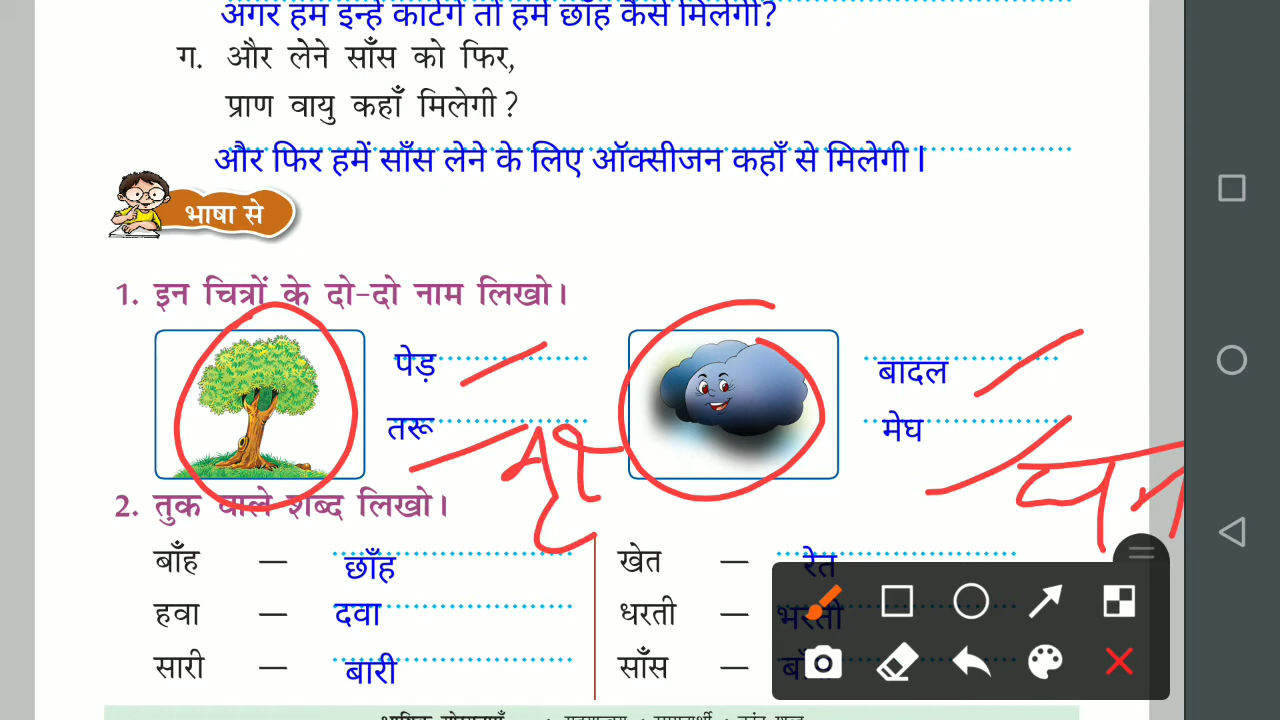 अगर हम इन्हें काटेंगे तो हमें छाँह कैसे मिलेगी?
ग. और लेने साँस को फिर,
प्राण वायु कहाँ मिलेगी?
और फिर हमें साँस लेने के लिए ऑक्सीजन कहाँ से मिलेगी।
भाषा से
1. इन चित्रों के दो-दो नाम लिखो।
पेड़ बादल
तरू मेघ
2. तुक वाले शब्द लिखो।
बाँह — छाँह खेत — रेत
हवा — दवा धरती — भरती
सारी — बारी साँस —